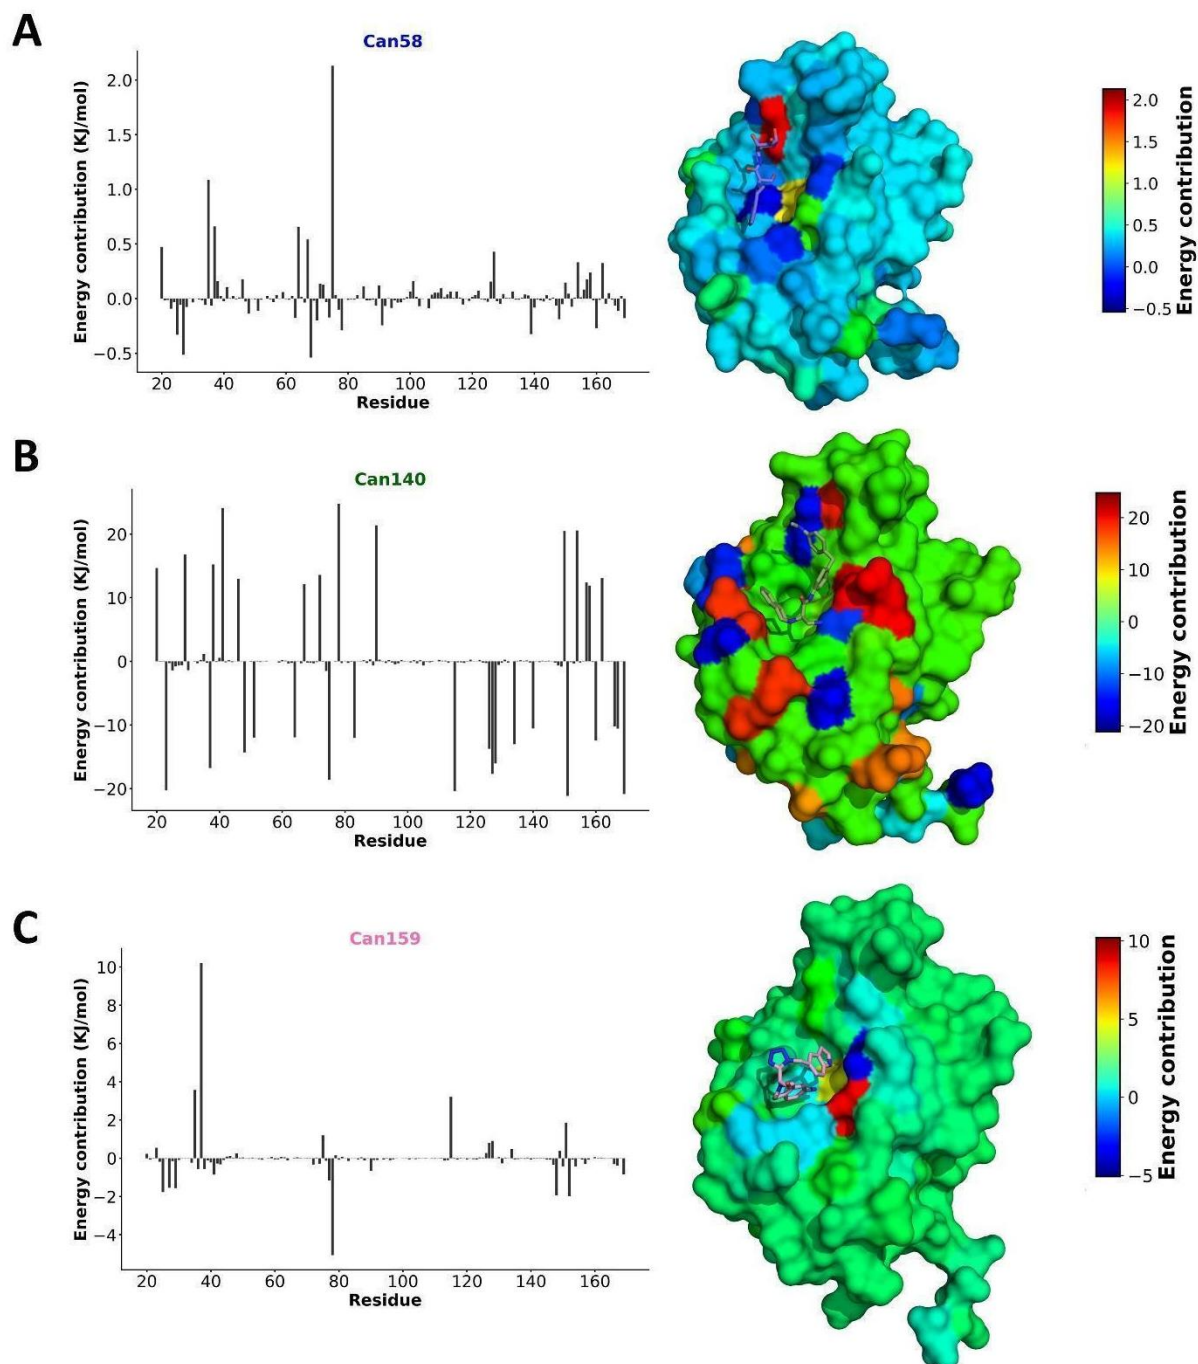 A
Can58
Energy contribution (KJ/mol)
2.0
1.5
1.0
0.5
0.0
−0.5
20 40 60 80 100 120 140 160
Residue
2.0
1.5
1.0
0.5
0.0
−0.5
Energy contribution
B
Can140
Energy contribution (KJ/mol)
20
10
0
−10
−20
20 40 60 80 100 120 140 160
Residue
20
10
0
−10
−20
Energy contribution
C
Can159
Energy contribution (KJ/mol)
10
8
6
4
2
0
−2
−4
20 40 60 80 100 120 140 160
Residue
10
5
0
−5
Energy contribution